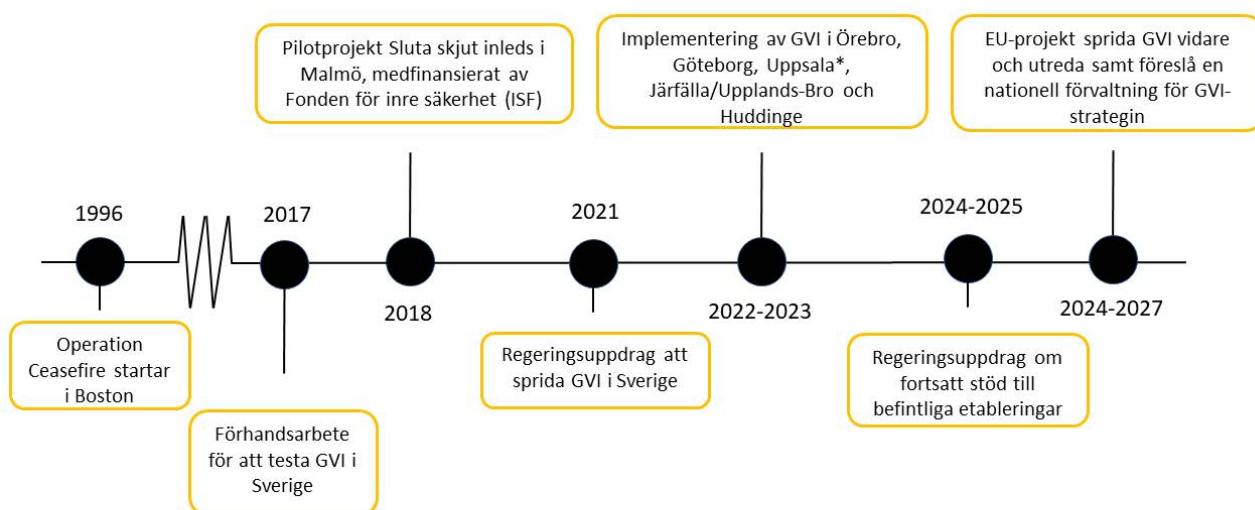 Pilotprojekt Sluta skjut inleds i
Malmö, medfinansierat av
Fonden för inre säkerhet (ISF)
Implementering av GVI i Örebro,
Göteborg, Uppsala*,
Järfälla/Upplands-Bro och
Huddinge
EU-projekt sprida GVI vidare
och utreda samt föreslå en
nationell förvaltning för GVI-
strategin
1996
2017
2021
2024-2025
2018
2022-2023
2024-2027
Operation
Ceasefire startar
i Boston
Förhandsarbete
för att testa GVI i
Sverige
Regeringsuppdrag att
sprida GVI i Sverige
Regeringsuppdrag om
fortsatt stöd till
befintliga etableringar